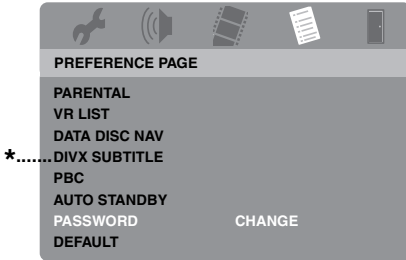 PREFERENCE PAGE
PARENTAL
VR LIST
DATA DISC NAV
*.......DIVX SUBTITLE
PBC
AUTO STANDBY
PASSWORD CHANGE
DEFAULT